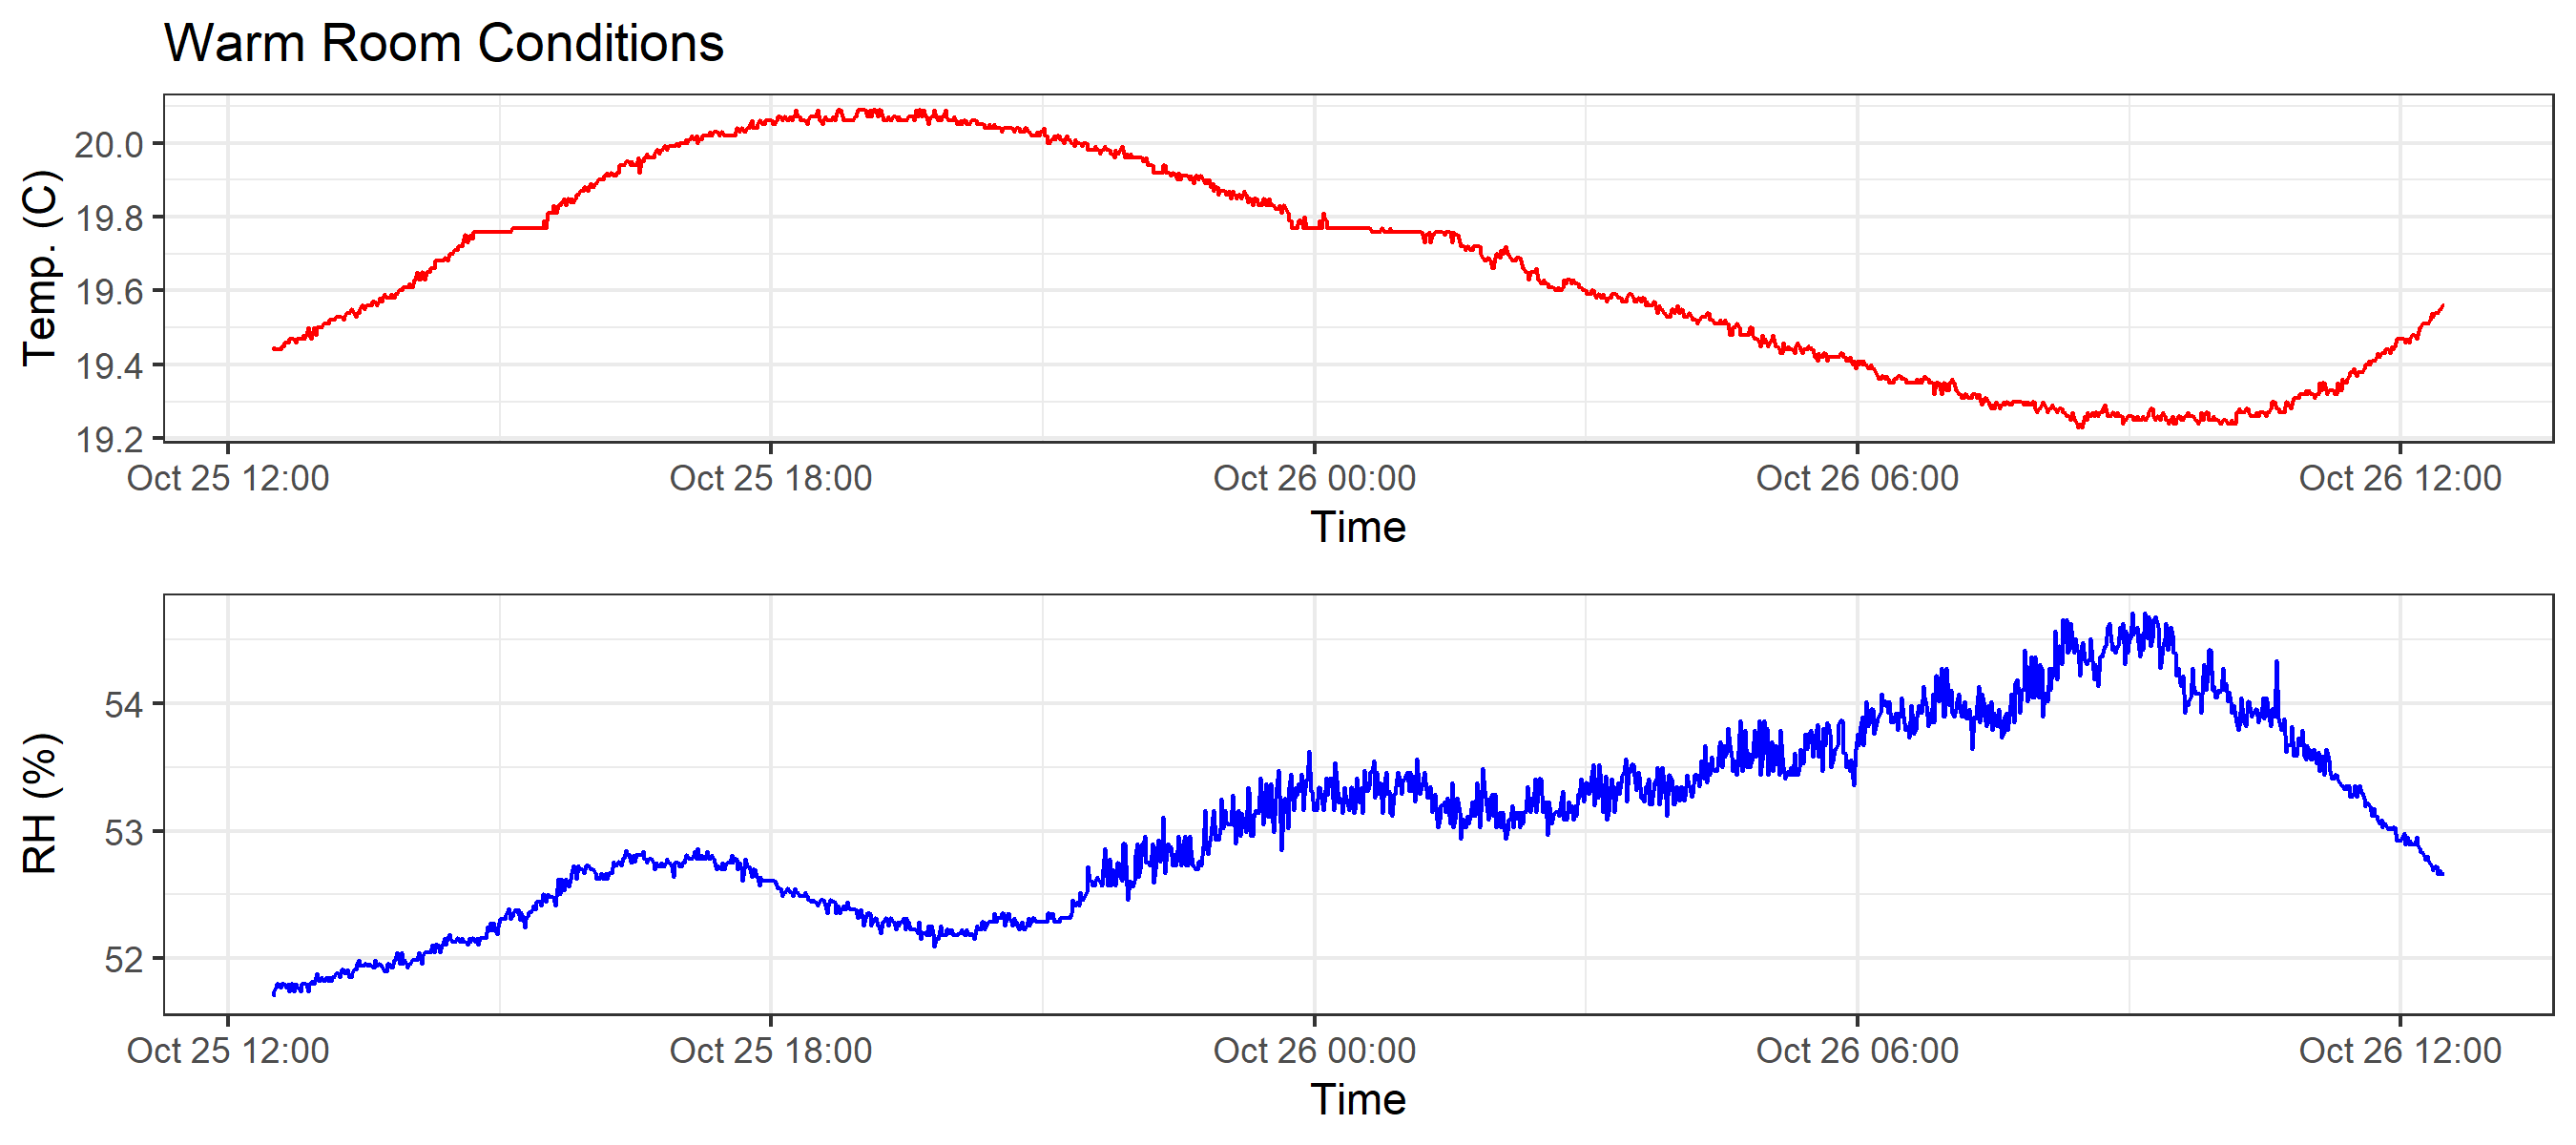 Warm Room Conditions
Temp. (C)
20.0
19.8
19.6
19.4
19.2
Oct 25 12:00 Oct 25 18:00 Oct 26 00:00 Oct 26 06:00 Oct 26 12:00
Time
RH (%)
54
53
52
Oct 25 12:00 Oct 25 18:00 Oct 26 00:00 Oct 26 06:00 Oct 26 12:00
Time